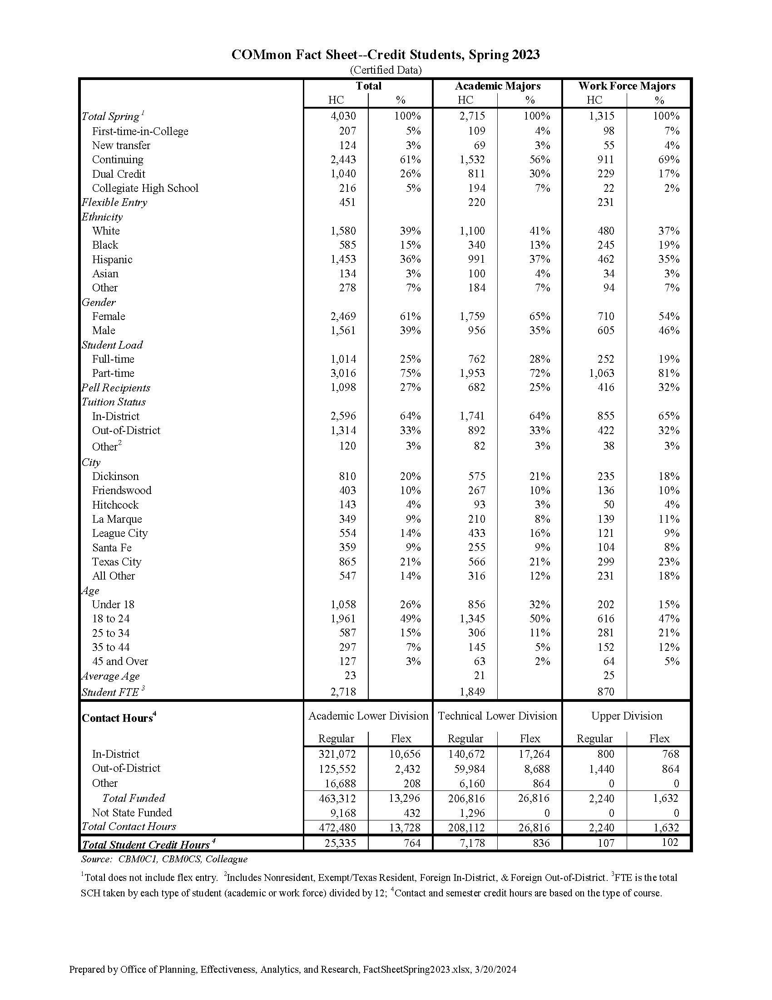 COMmon Fact Sheet--Credit Students, Spring 2023
(Certified Data)
Total Academic Majors Work Force Majors
HC % HC % HC %
Total Spring 1 4,030 100% 2,715 100% 1,315 100%
First-time-in-College 207 5% 109 4% 98 7%
New transfer 124 3% 69 3% 55 4%
Continuing 2,443 61% 1,532 56% 911 69%
Dual Credit 1,040 26% 811 30% 229 17%
Collegiate High School 216 5% 194 7% 22 2%
Flexible Entry 451 220 231
Ethnicity
White 1,580 39% 1,100 41% 480 37%
Black 585 15% 340 13% 245 19%
Hispanic 1,453 36% 991 37% 462 35%
Asian 134 3% 100 4% 34 3%
Other 278 7% 184 7% 94 7%
Gender
Female 2,469 61% 1,759 65% 710 54%
Male 1,561 39% 956 35% 605 46%
Student Load
Full-time 1,014 25% 762 28% 252 19%
Part-time 3,016 75% 1,953 72% 1,063 81%
Pell Recipients 1,098 27% 682 25% 416 32%
Tuition Status
In-District 2,596 64% 1,741 64% 855 65%
Out-of-District 1,314 33% 892 33% 422 32%
Other2 120 3% 82 3% 38 3%
City
Dickinson 810 20% 575 21% 235 18%
Friendswood 403 10% 267 10% 136 10%
Hitchcock 143 4% 93 3% 50 4%
La Marque 349 9% 210 8% 139 11%
League City 554 14% 433 16% 121 9%
Santa Fe 359 9% 255 9% 104 8%
Texas City 865 21% 566 21% 299 23%
All Other 547 14% 316 12% 231 18%
Age
Under 18 1,058 26% 856 32% 202 15%
18 to 24 1,961 49% 1,345 50% 616 47%
25 to 34 587 15% 306 11% 281 21%
35 to 44 297 7% 145 5% 152 12%
45 and Over 127 3% 63 2% 64 5%
Average Age 23 21 25
Student FTE 3 2,718 1,849 870
Contact Hours4 Academic Lower Division Technical Lower Division Upper Division
Regular Flex Regular Flex Regular Flex
In-District 321,072 10,656 140,672 17,264 800 768
Out-of-District 125,552 2,432 59,984 8,688 1,440 864
Other 16,688 208 6,160 864 0 0
Total Funded 463,312 13,296 206,816 26,816 2,240 1,632
Not State Funded 9,168 432 1,296 0 0 0
Total Contact Hours 472,480 13,728 208,112 26,816 2,240 1,632
Total Student Credit Hours 4 25,335 764 7,178 836 107 102
Source: CBM0C1, CBM0CS, Colleague
1Total does not include flex entry. 2Includes Nonresident, Exempt/Texas Resident, Foreign In-District, & Foreign Out-of-District. 3FTE is the total
SCH taken by each type of student (academic or work force) divided by 12; 4Contact and semester credit hours are based on the type of course.
Prepared by Office of Planning, Effectiveness, Analytics, and Research, FactSheetSpring2023.xlsx, 3/20/2024